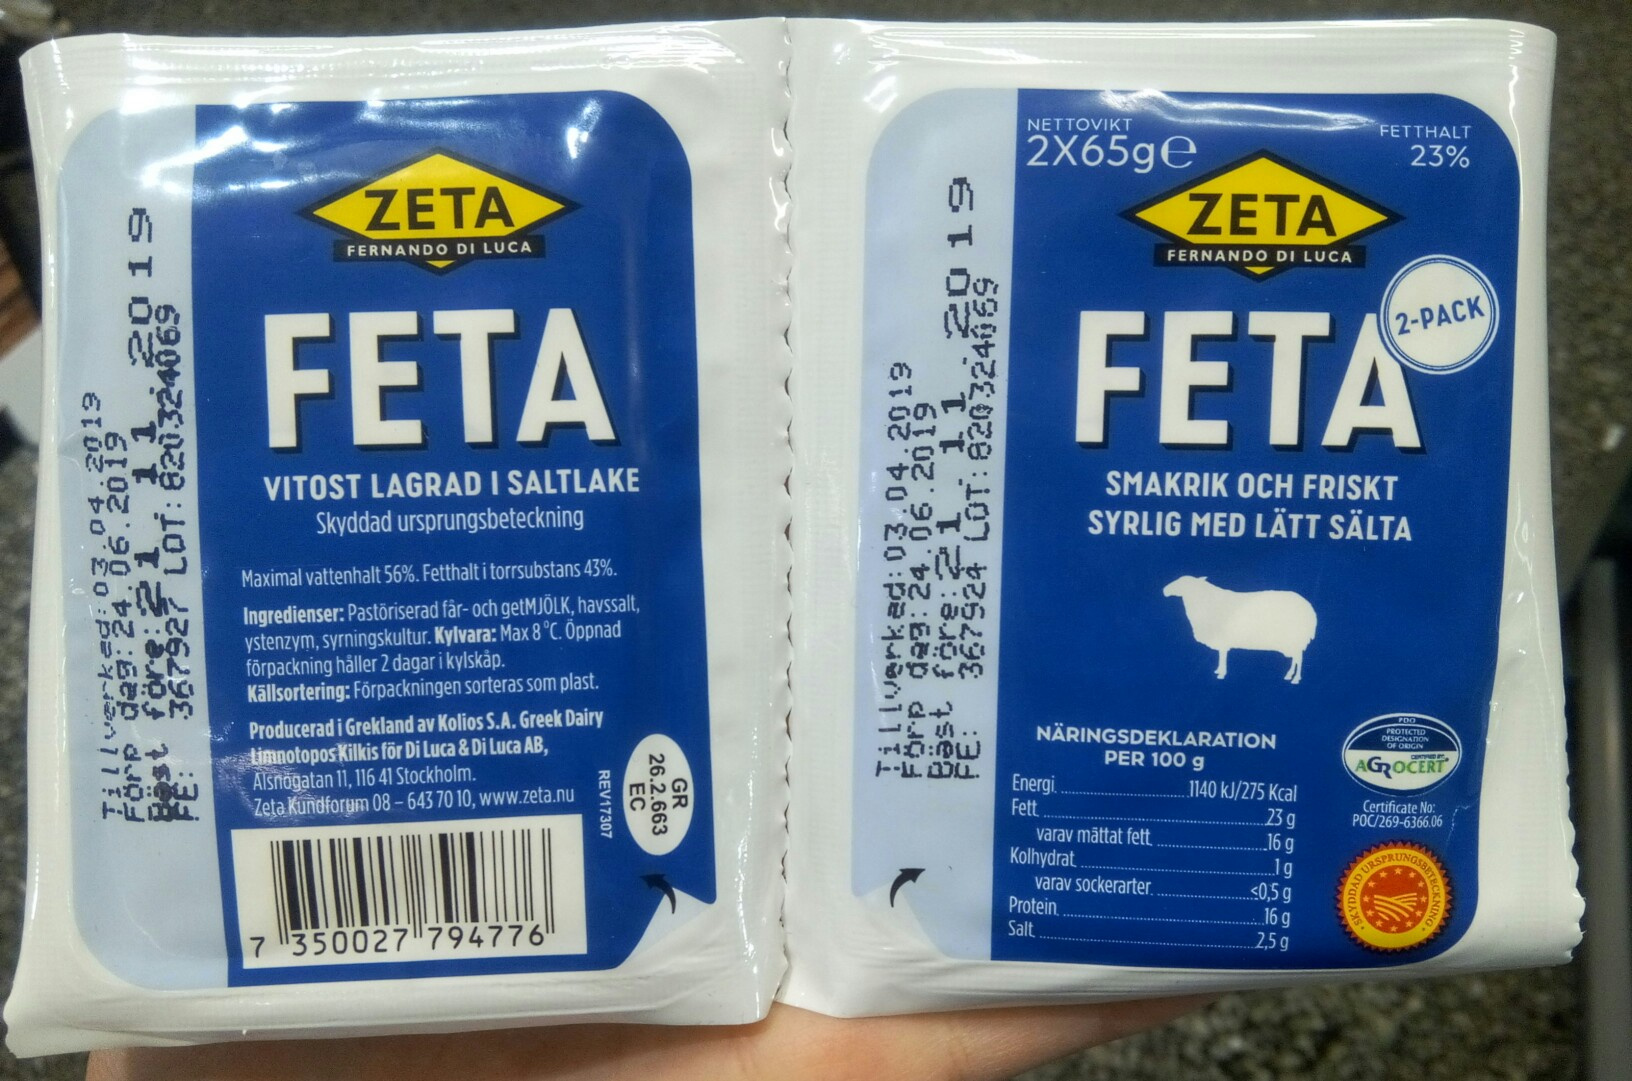 ZETA
FERNANDO DI LUCA
FETA
VITOST LAGRAD I SALTLAKE
Skyddad ursprungsbeteckning
Maximal vattenhalt 56%. Fetthalt i torrsubstans 43%.
Ingredienser: Pastöriserad får- och getMJÖLK, havssalt,
ystenzym, syrningskultur. Kylvara: Max 8 °C. Öppnad
förpackning håller 2 dagar i kylskåp.
Källsortering: Förpackningen sorteras som plast.
Producerad i Grekland av Kolios S.A. Greek Dairy
Limnotopos Kilkis för Di Luca & Di Luca AB,
Alsnögatan 11, 116 41 Stockholm.
Zeta Kundforum 08 – 643 70 10, www.zeta.nu
REV17307
GR
26.2.663
EC
7 350027 794776
Tillverkad:03.04.2019
Förp dag:24.06.2019
Bäst före:21.11.2019
FE: 367927 LOT:820324069
NETTOVIKT
2X65g℮
FETTHALT
23%
ZETA
FERNANDO DI LUCA
2-PACK
FETA
SMAKRIK OCH FRISKT
SYRLIG MED LÄTT SÄLTA
NÄRINGSDEKLARATION
PER 100 g
Energi 1140 kJ/275 Kcal
Fett 23 g
varav mättat fett 16 g
Kolhydrat 1 g
varav sockerarter <0,5 g
Protein 16 g
Salt 2,5 g
PDO
PROTECTED
DESIGNATION
OF ORIGIN
CERTIFIED BY:
AGROCERT
Certificate No:
POC/269-6366.06
SKYDDAD URSPRUNGSBETECKNING
Tillverkad:03.04.2019
Förp dag:24.06.2019
Bäst före:21.11.2019
FE: 367924 LOT:820324069